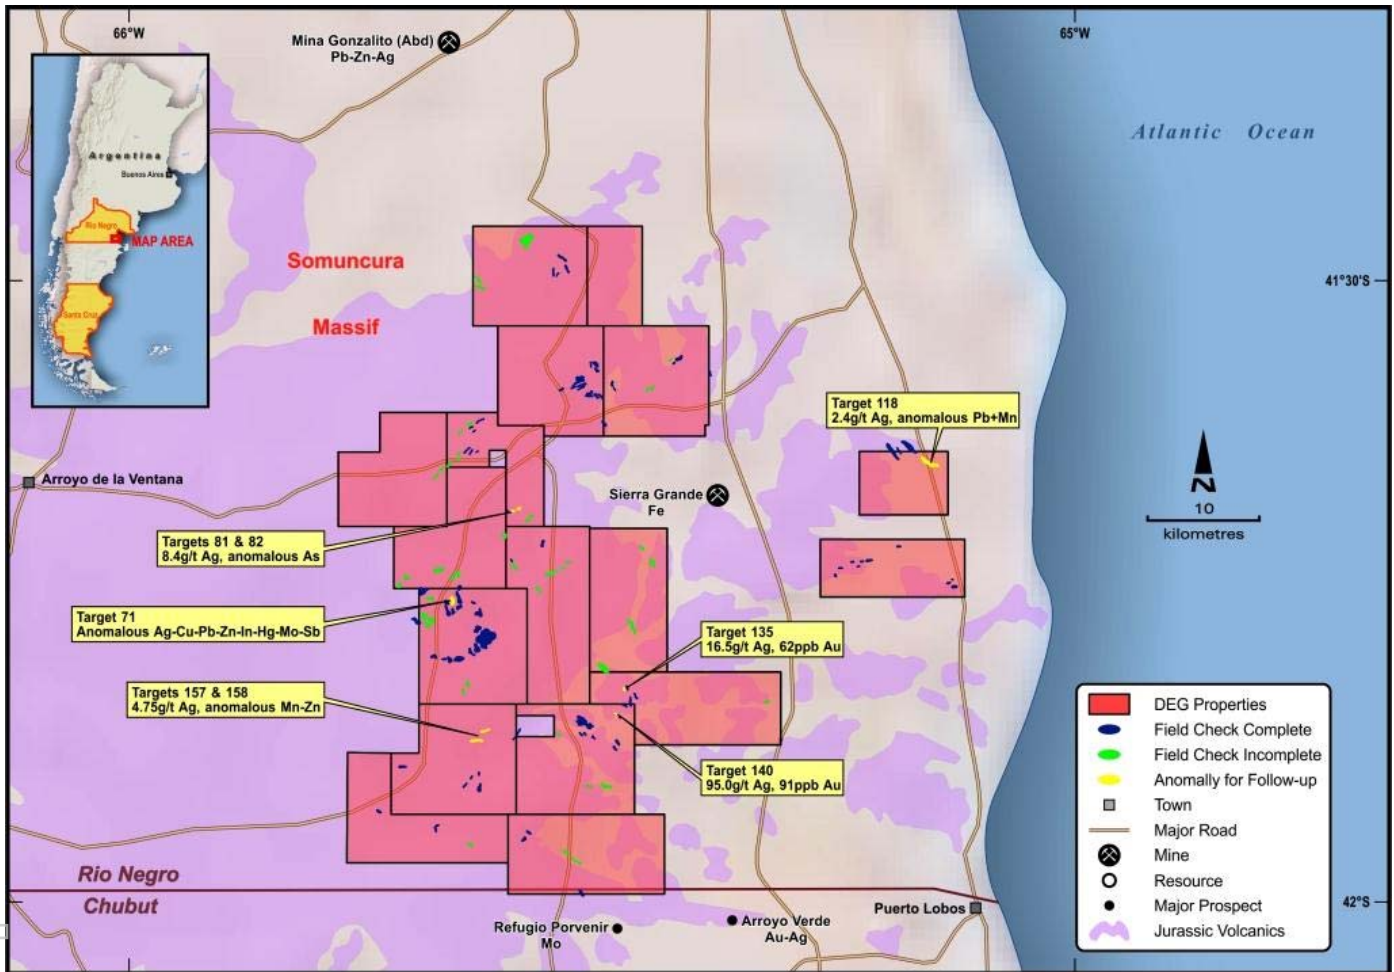 66°W
65°W
Mina Gonzalito (Abd)
Pb-Zn-Ag
Atlantic Ocean
Argentina
Buenos Aires
Rio Negro
MAP AREA
Santa Cruz
Somuncura
Massif
41°30'S
Target 118
2.4g/t Ag, anomalous Pb+Mn
Arroyo de la Ventana
Sierra Grande
Fe
N
10
kilometres
Targets 81 & 82
8.4g/t Ag, anomalous As
Target 71
Anomalous Ag-Cu-Pb-Zn-In-Hg-Mo-Sb
Target 135
16.5g/t Ag, 62ppb Au
Targets 157 & 158
4.75g/t Ag, anomalous Mn-Zn
Target 140
95.0g/t Ag, 91ppb Au
DEG Properties
Field Check Complete
Field Check Incomplete
Anomally for Follow-up
Town
Major Road
Mine
Resource
Major Prospect
Jurassic Volcanics
Rio Negro
Chubut
Puerto Lobos
42°S
Refugio Porvenir
Mo
Arroyo Verde
Au-Ag